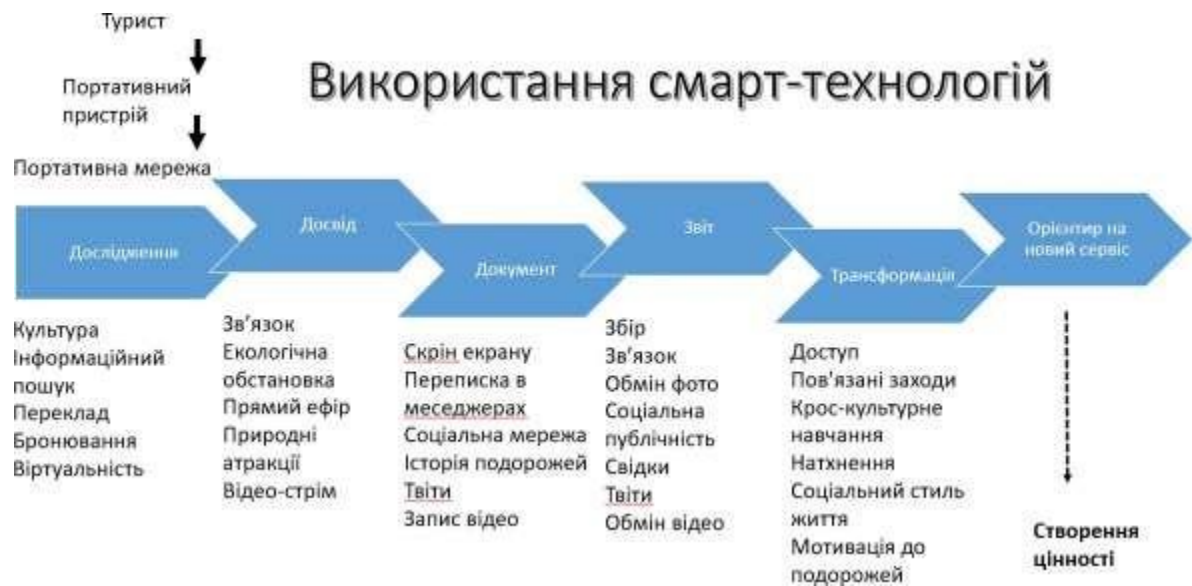 Турист
Портативний
пристрій
Портативна мережа
Використання смарт-технологій
Дослідження
Досвід
Документ
Звіт
Трансформація
Орієнтир на
новий сервіс
Культура
Інформаційний
пошук
Переклад
Бронювання
Віртуальність
Зв’язок
Екологічна
обстановка
Прямий ефір
Природні
атракції
Відео-стрім
Скрін екрану
Переписка в
меседжерах
Соціальна мережа
Історія подорожей
Твіти
Запис відео
Збір
Зв’язок
Обмін фото
Соціальна
публічність
Свідки
Твіти
Обмін відео
Доступ
Пов'язані заходи
Крос-культурне
навчання
Натхнення
Соціальний стиль
життя
Мотивація до
подорожей
Створення
цінності